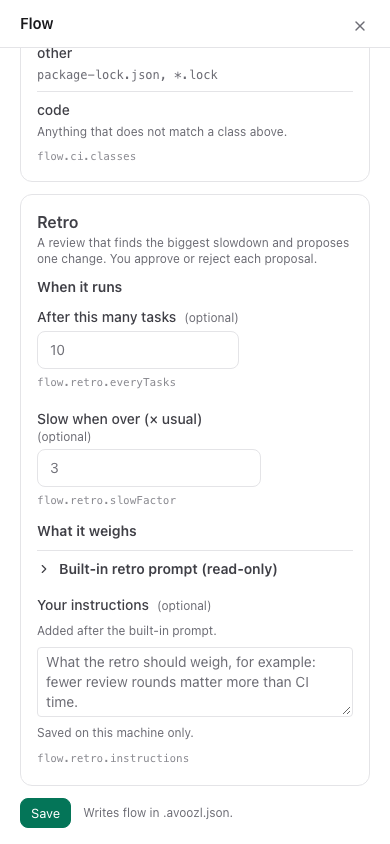 Flow
other
package-lock.json, *.lock
code
Anything that does not match a class above.
flow.ci.classes
Retro
A review that finds the biggest slowdown and proposes
one change. You approve or reject each proposal.
When it runs
After this many tasks (optional)
10
flow.retro.everyTasks
Slow when over (× usual)
(optional)
3
flow.retro.slowFactor
What it weighs
Built-in retro prompt (read-only)
Your instructions (optional)
Added after the built-in prompt.
What the retro should weigh, for example:
fewer review rounds matter more than CI
time.
Saved on this machine only.
flow.retro.instructions
Save Writes flow in .avoozl.json.